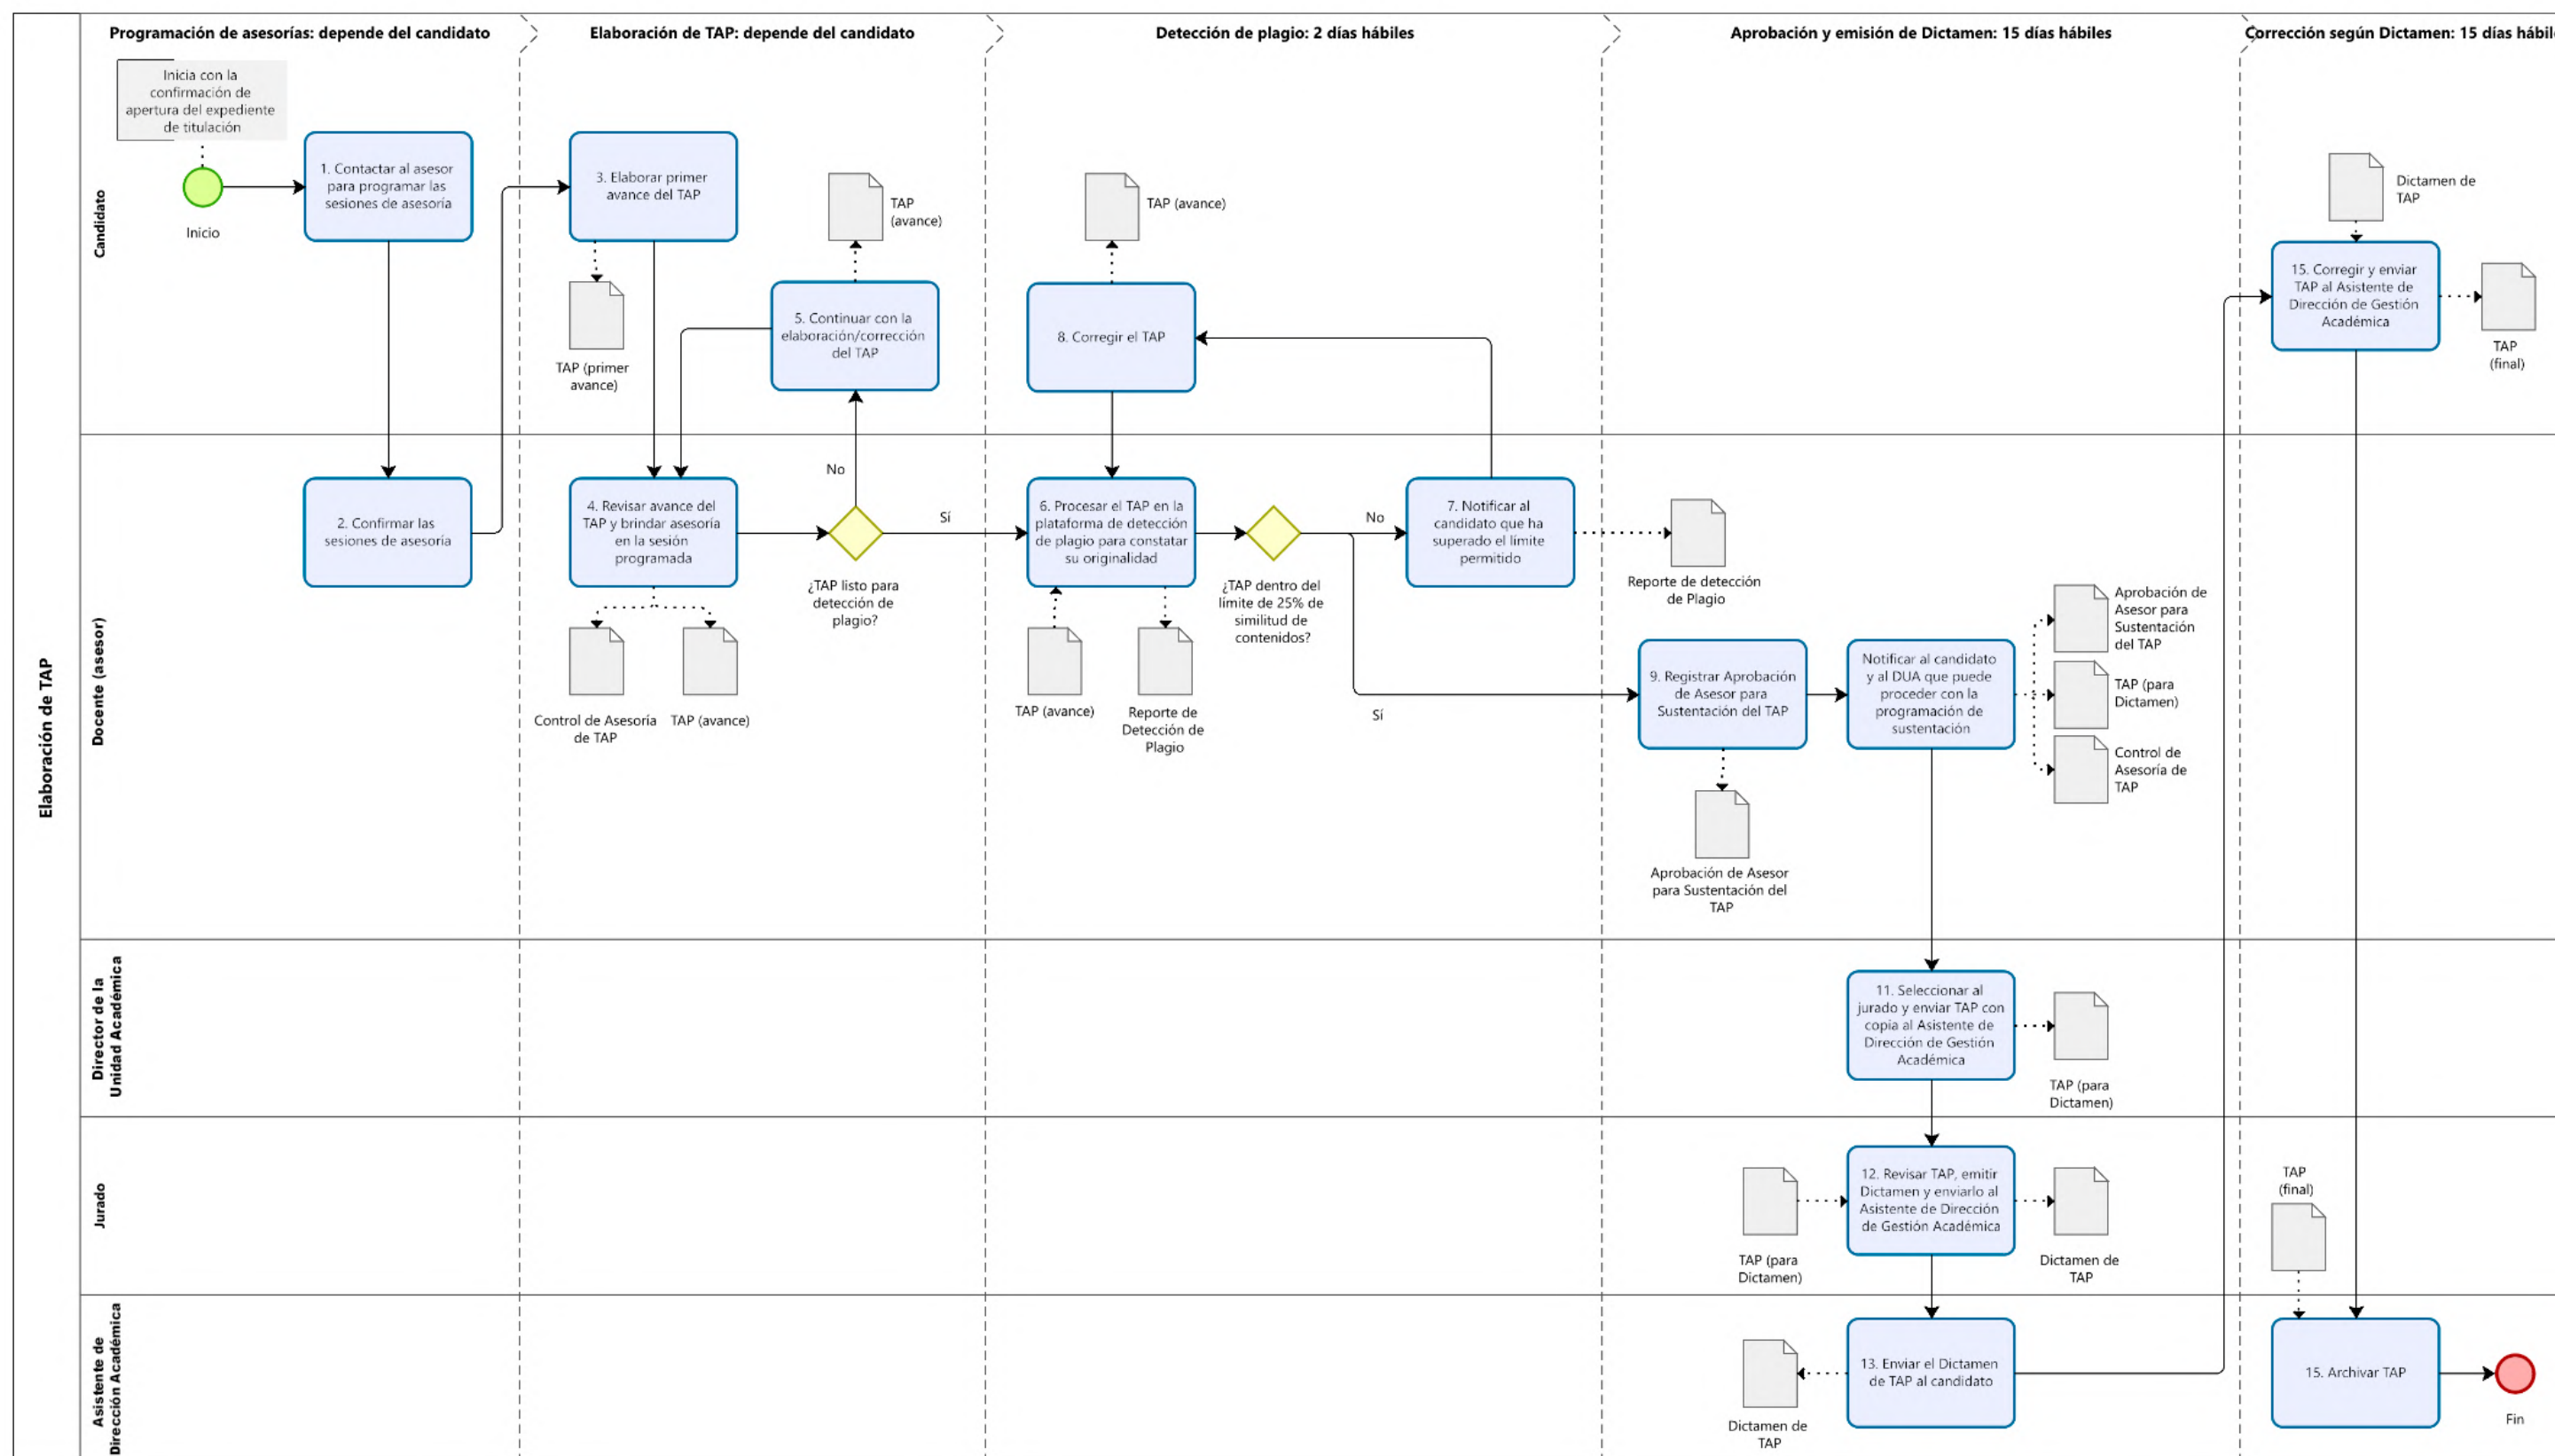 Programación de asesorías: depende del candidato
Elaboración de TAP: depende del candidato
Detección de plagio: 2 días hábiles
Aprobación y emisión de Dictamen: 15 días hábiles
Corrección según Dictamen: 15 días
Elaboración de TAP
Candidato
Inicia con la
confirmación de
apertura del expediente
de titulación
Inicio
1. Contactar al asesor
para programar las
sesiones de asesoría
3. Elaborar primer
avance del TAP
TAP (primer
avance)
TAP
(avance)
5. Continuar con la
elaboración/corrección
del TAP
TAP (avance)
8. Corregir el TAP
Dictamen de
TAP
15. Corregir y enviar
TAP al Asistente de
Dirección de Gestión
Académica
TAP
(final)
Docente (asesor)
2. Confirmar las
sesiones de asesoría
4. Revisar avance del
TAP y brindar asesoría
en la sesión
programada
Control de Asesoría
de TAP
TAP (avance)
No
Sí
¿TAP listo para
detección de
plagio?
6. Procesar el TAP en la
plataforma de detección
de plagio para constatar
su originalidad
TAP (avance)
Reporte de
Detección de
Plagio
¿TAP dentro del
límite de 25% de
similitud de
contenidos?
No
Sí
7. Notificar al
candidato que ha
superado el límite
permitido
Reporte de detección
de Plagio
9. Registrar Aprobación
de Asesor para
Sustentación del TAP
Aprobación de Asesor
para Sustentación del
TAP
Notificar al candidato
y al DUA que puede
proceder con la
programación de
sustentación
Aprobación de
Asesor para
Sustentación
del TAP
TAP (para
Dictamen)
Control de
Asesoría de
TAP
Director de la
Unidad Académica
11. Seleccionar al
jurado y enviar TAP con
copia al Asistente de
Dirección de Gestión
Académica
TAP (para
Dictamen)
Jurado
TAP (para
Dictamen)
12. Revisar TAP, emitir
Dictamen y enviarlo al
Asistente de Dirección
de Gestión Académica
Dictamen de
TAP
TAP
(final)
Asistente de
Dirección Académica
Dictamen de
TAP
13. Enviar el Dictamen
de TAP al candidato
15. Archivar TAP
Fin